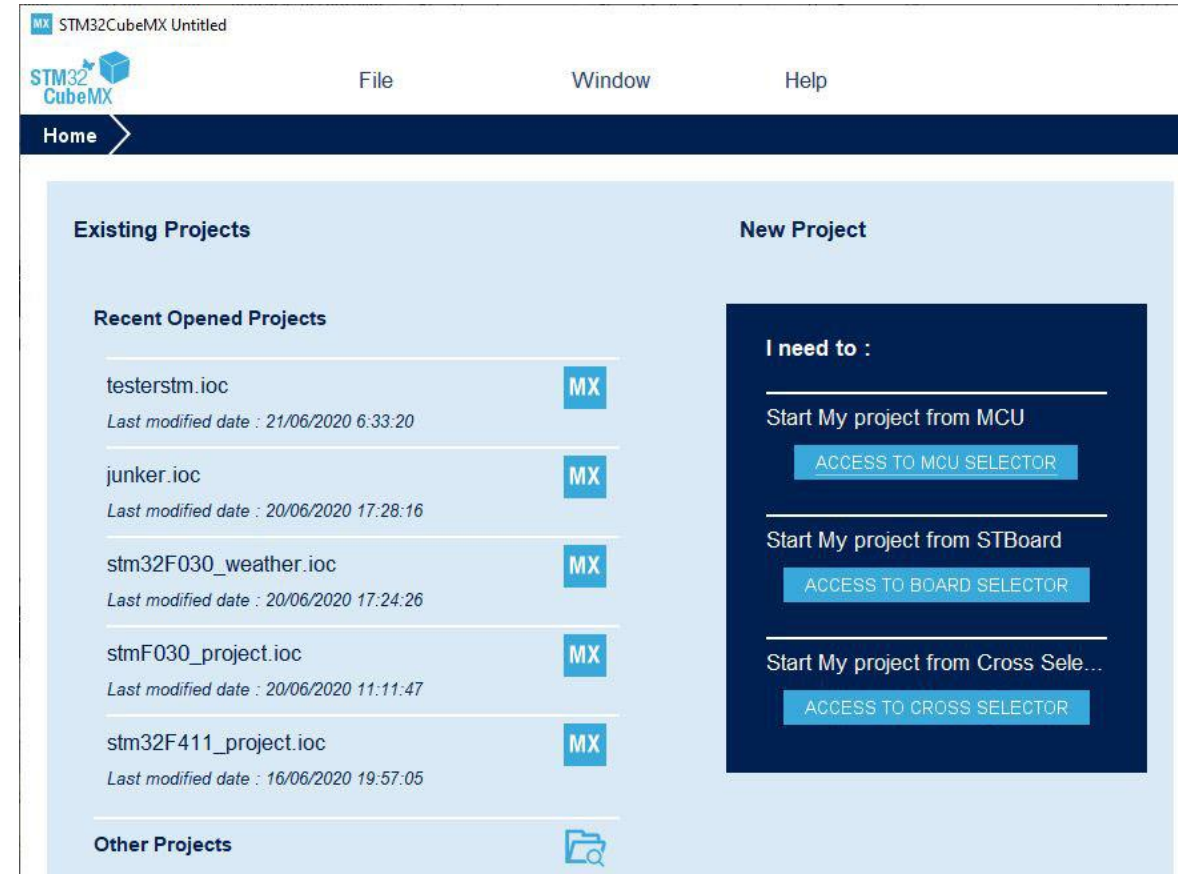 MX STM32CubeMX Untitled
STM32
CubeMX
File Window Help
Home
Existing Projects
Recent Opened Projects
testerstm.ioc
MX
Last modified date : 21/06/2020 6:33:20
junker.ioc
MX
Last modified date : 20/06/2020 17:28:16
stm32F030_weather.ioc
MX
Last modified date : 20/06/2020 17:24:26
stmF030_project.ioc
MX
Last modified date : 20/06/2020 11:11:47
stm32F411_project.ioc
MX
Last modified date : 16/06/2020 19:57:05
Other Projects
New Project
I need to :
Start My project from MCU
ACCESS TO MCU SELECTOR
Start My project from STBoard
ACCESS TO BOARD SELECTOR
Start My project from Cross Sele...
ACCESS TO CROSS SELECTOR